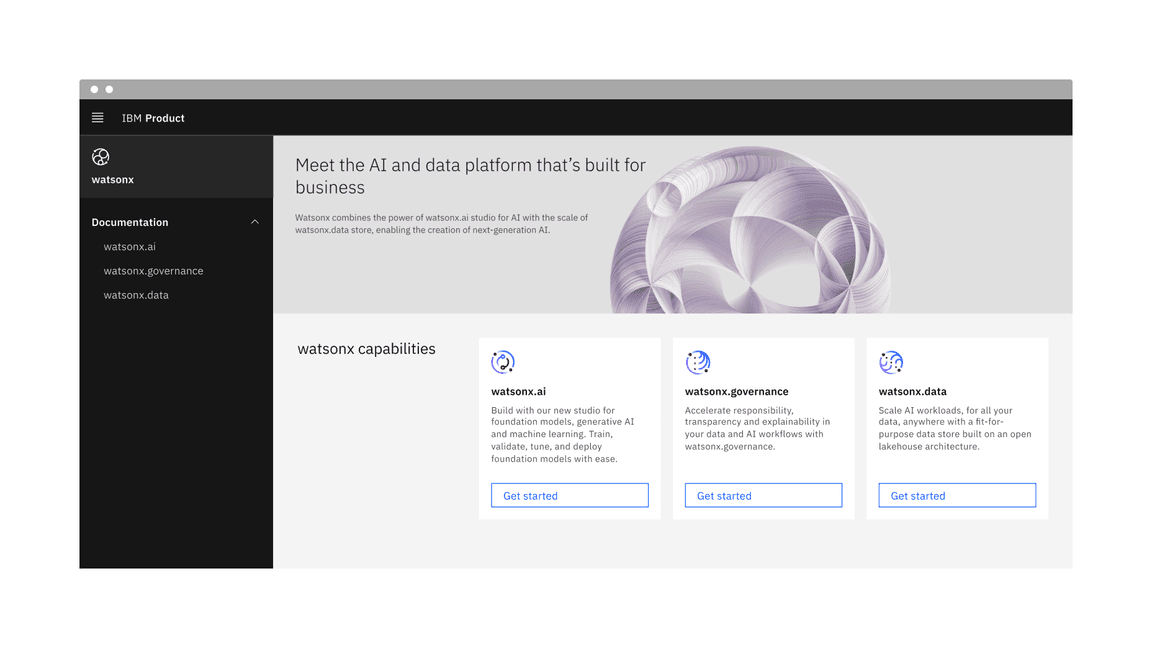 IBM Product
watsonx
Documentation
watsonx.ai
watsonx.governance
watsonx.data
Meet the AI and data platform that’s built for
business
Watsonx combines the power of watsonx.ai studio for AI with the scale of
watsonx.data store, enabling the creation of next-generation AI.
watsonx capabilities
watsonx.ai
Build with our new studio for
foundation models, generative AI
and machine learning. Train,
validate, tune, and deploy
foundation models with ease.
Get started
watsonx.governance
Accelerate responsibility,
transparency and explainability in
your data and AI workflows with
watsonx.governance.
Get started
watsonx.data
Scale AI workloads, for all your
data, anywhere with a fit-for-
purpose data store built on an open
lakehouse architecture.
Get started